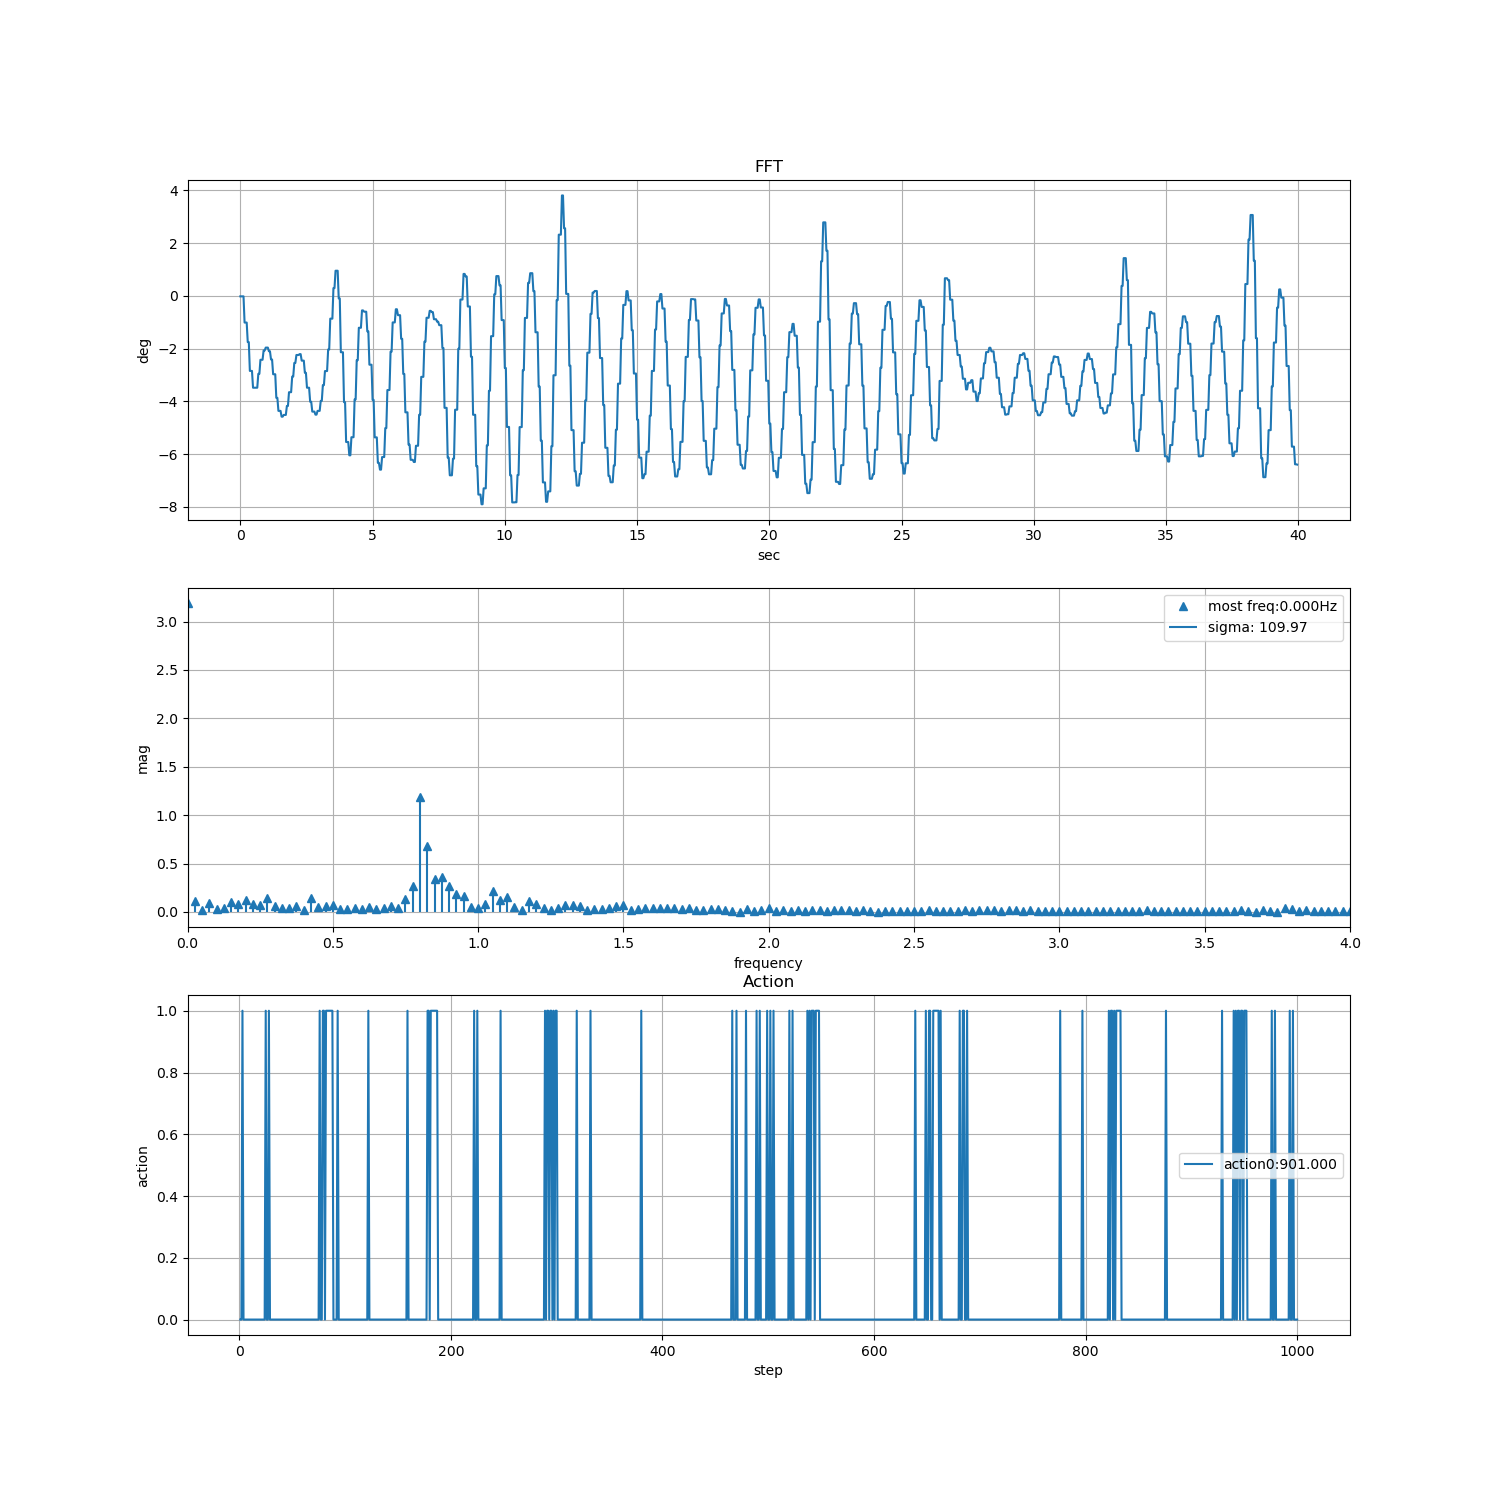 FFT
4
2
0
−2
−4
−6
−8
deg
0 5 10 15 20 25 30 35 40
sec
most freq:0.000Hz
sigma: 109.97
3.0
2.5
2.0
1.5
1.0
0.5
0.0
mag
0.0 0.5 1.0 1.5 2.0 2.5 3.0 3.5 4.0
frequency
Action
1.0
0.8
0.6
0.4
0.2
0.0
action
action0:901.000
0 200 400 600 800 1000
step